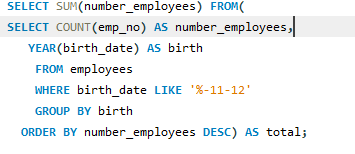 SELECT SUM(number_employees) FROM(
SELECT COUNT(emp_no) AS number_employees,
YEAR(birth_date) AS birth
FROM employees
WHERE birth_date LIKE '%-11-12'
GROUP BY birth
ORDER BY number_employees DESC) AS total;